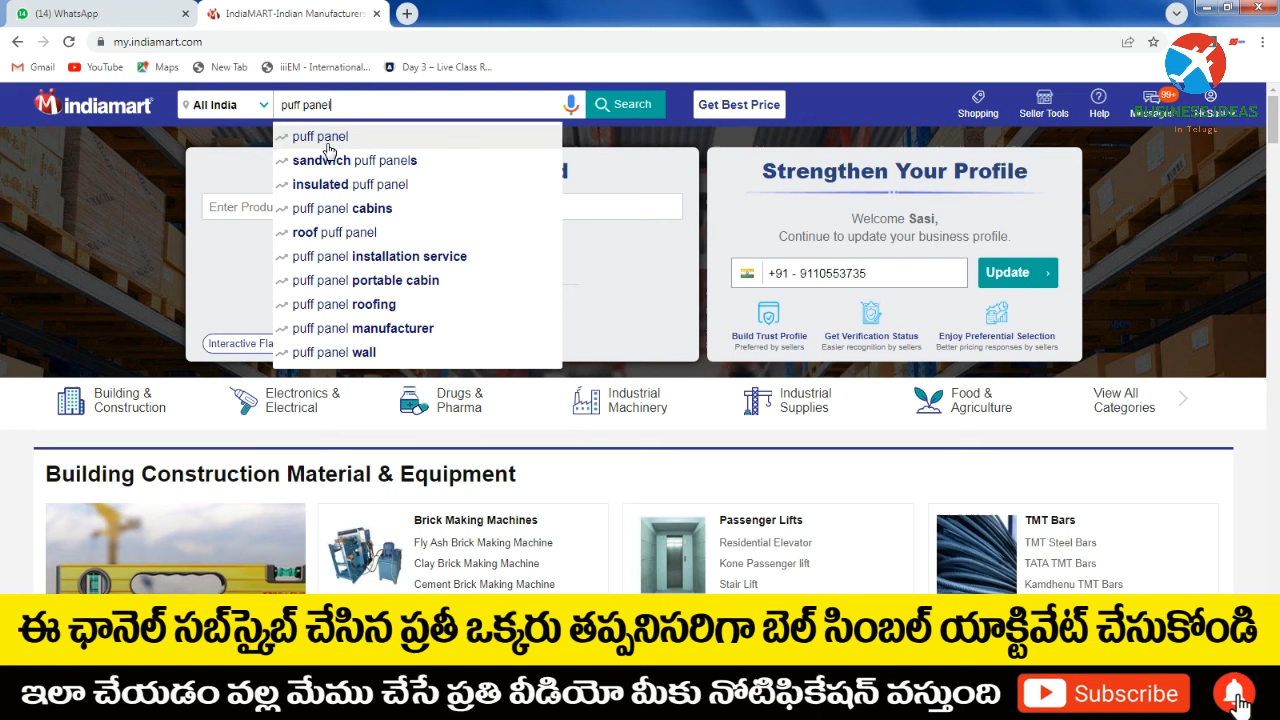 (14) WhatsApp
IndiaMART-Indian Manufacturers
my.indiamart.com
Gmail YouTube Maps New Tab iiiEM - International... Day 3 – Live Class R...
indiamart
All India
puff panel
Search
Get Best Price
Shopping
Seller Tools
Help
99+
BUSINESS IDEAS
In Telugu
puff panel
sandwich puff panels
insulated puff panel
puff panel cabins
roof puff panel
puff panel installation service
puff panel portable cabin
puff panel roofing
puff panel manufacturer
puff panel wall
Enter Produ
Interactive Fla
Strengthen Your Profile
Welcome Sasi,
Continue to update your business profile.
+91 - 9110553735
Update
Build Trust Profile
Preferred by sellers
Get Verification Status
Easier recognition by sellers
Enjoy Preferential Selection
Better pricing responses by sellers
Building &
Construction
Electronics &
Electrical
Drugs &
Pharma
Industrial
Machinery
Industrial
Supplies
Food &
Agriculture
View All
Categories
Building Construction Material & Equipment
Brick Making Machines
Fly Ash Brick Making Machine
Clay Brick Making Machine
Cement Brick Making Machine
Passenger Lifts
Residential Elevator
Kone Passenger lift
Stair Lift
TMT Bars
TMT Steel Bars
TATA TMT Bars
Kamdhenu TMT Bars
ఈ ఛానెల్ సబ్‌స్క్రైబ్ చేసిన ప్రతీ ఒక్కరు తప్పనిసరిగా బెల్ సింబల్ యాక్టివేట్ చేసుకోండి
ఇలా చేయడం వల్ల మేము చేసే ప్రతి వీడియో మీకు నోటిఫికేషన్ వస్తుంది
Subscribe